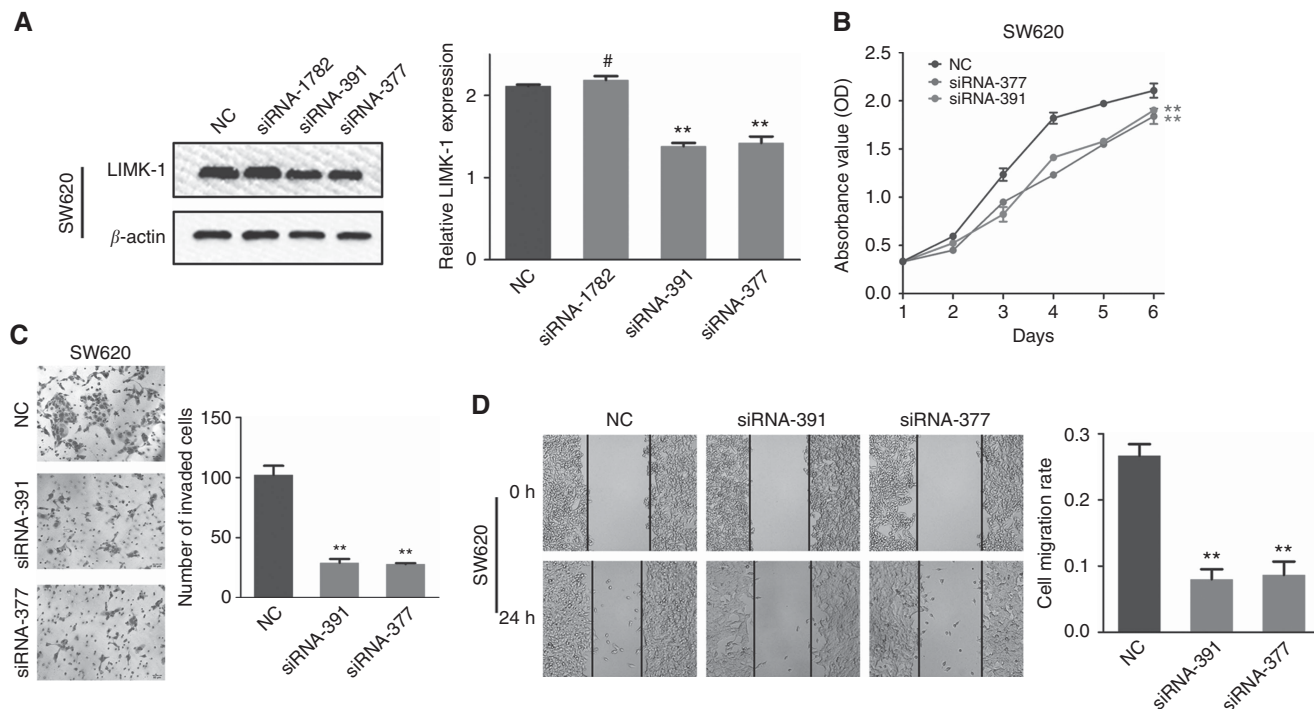 A
NC
siRNA-1782
siRNA-391
siRNA-377
SW620
LIMK-1
β-actin
Relative LIMK-1 expression
2
1
0
#
**
**
NC
siRNA-1782
siRNA-391
siRNA-377
B
SW620
Absorbance value (OD)
2.5
2.0
1.5
1.0
0.5
0.0
NC
siRNA-377
siRNA-391
**
**
1 2 3 4 5 6
Days
C
SW620
NC
siRNA-391
siRNA-377
Number of invaded cells
150
100
50
0
**
**
NC
siRNA-391
siRNA-377
D
NC siRNA-391 siRNA-377
SW620
0 h
24 h
Cell migration rate
0.3
0.2
0.1
0.0
**
**
NC
siRNA-391
siRNA-377